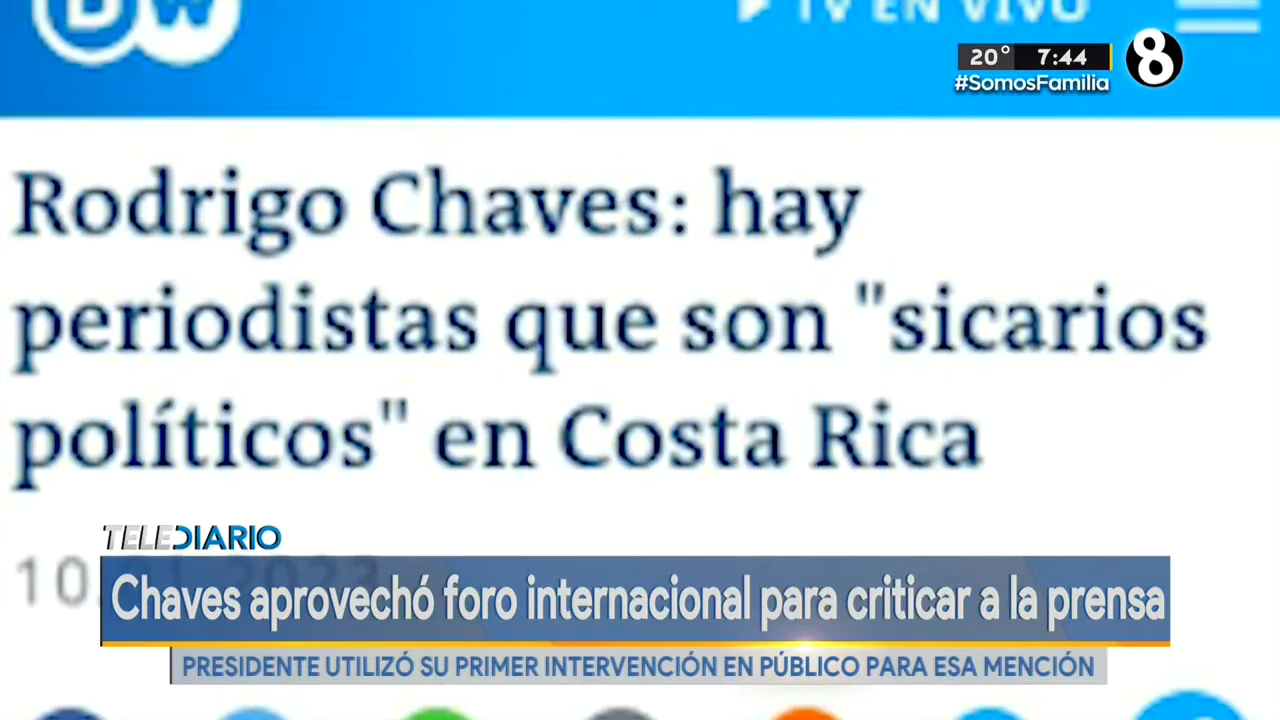 DW
TV EN VIVO
20° 7:44
8
#SomosFamilia
Rodrigo Chaves: hay
periodistas que son "sicarios
políticos" en Costa Rica
TELEDIARIO
Chaves aprovechó foro internacional para criticar a la prensa
PRESIDENTE UTILIZÓ SU PRIMER INTERVENCIÓN EN PÚBLICO PARA ESA MENCIÓN